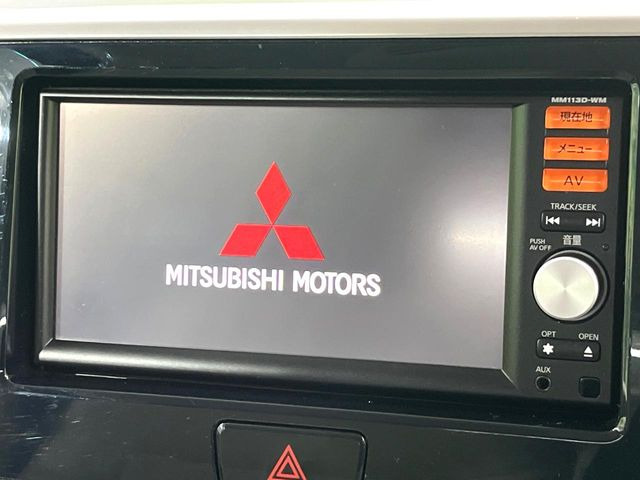 MM113D-WM
現在地
メニュー
AV
TRACK/SEEK
PUSH
AV OFF
音量
MITSUBISHI MOTORS
OPT
OPEN
AUX